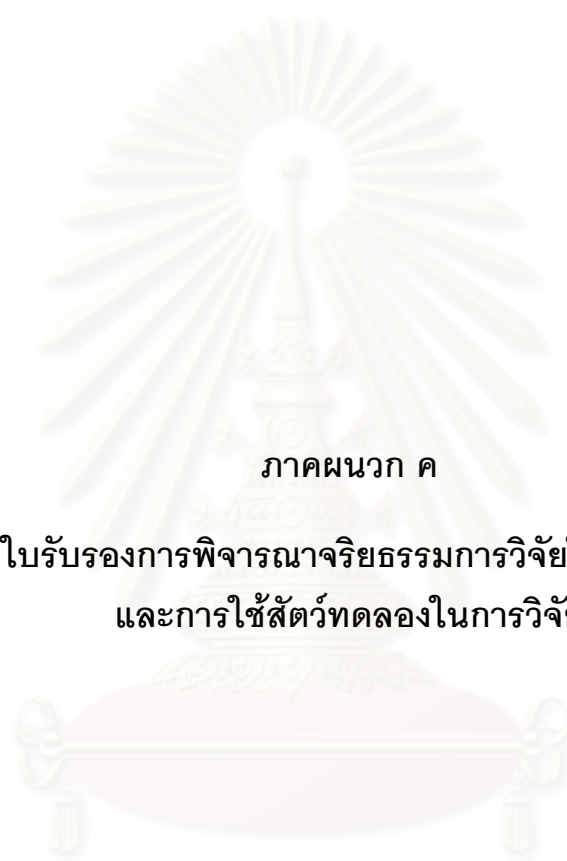 ภาคผนวก ค
ใบรับรองการพิจารณาจริยธรรมการวิจัย
และการใช้สัตว์ทดลองในการวิจั